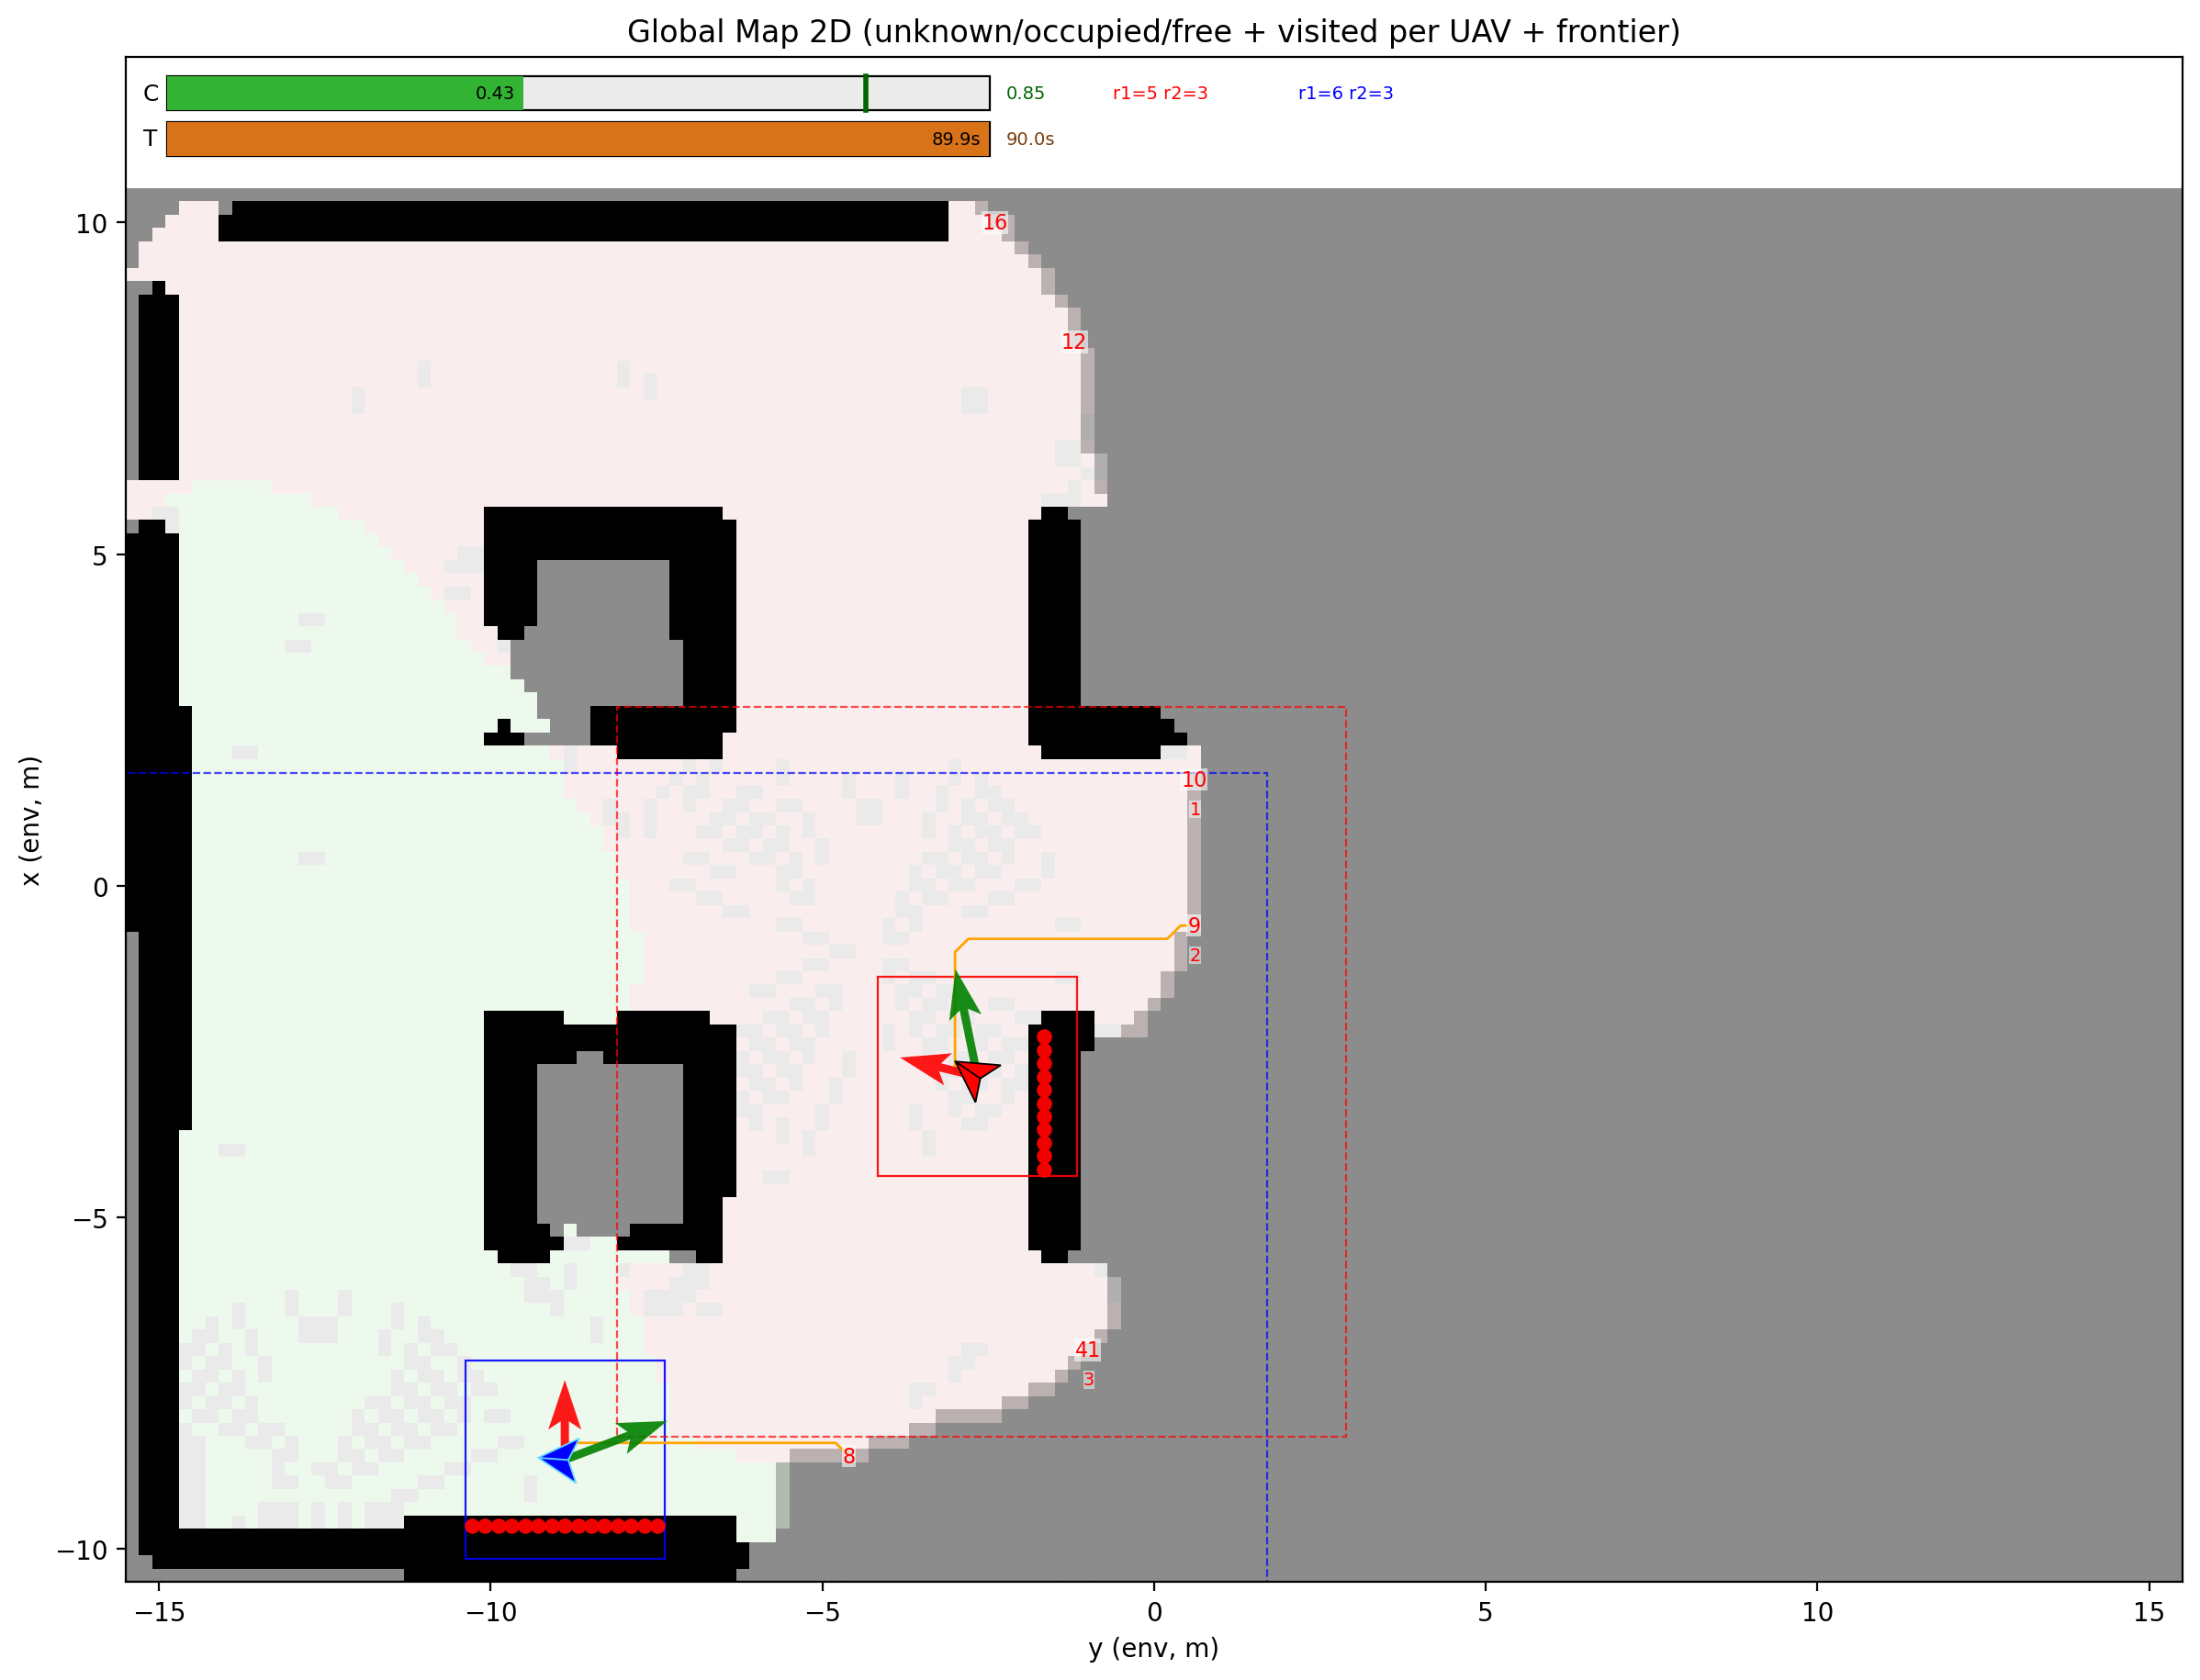 Global Map 2D (unknown/occupied/free + visited per UAV + frontier)
C 0.43 0.85 r1=5 r2=3 r1=6 r2=3
T 89.9s 90.0s
16
12
10
1
9
2
41
3
8
10
5
0
−5
−10
x (env, m)
−15 −10 −5 0 5 10 15
y (env, m)